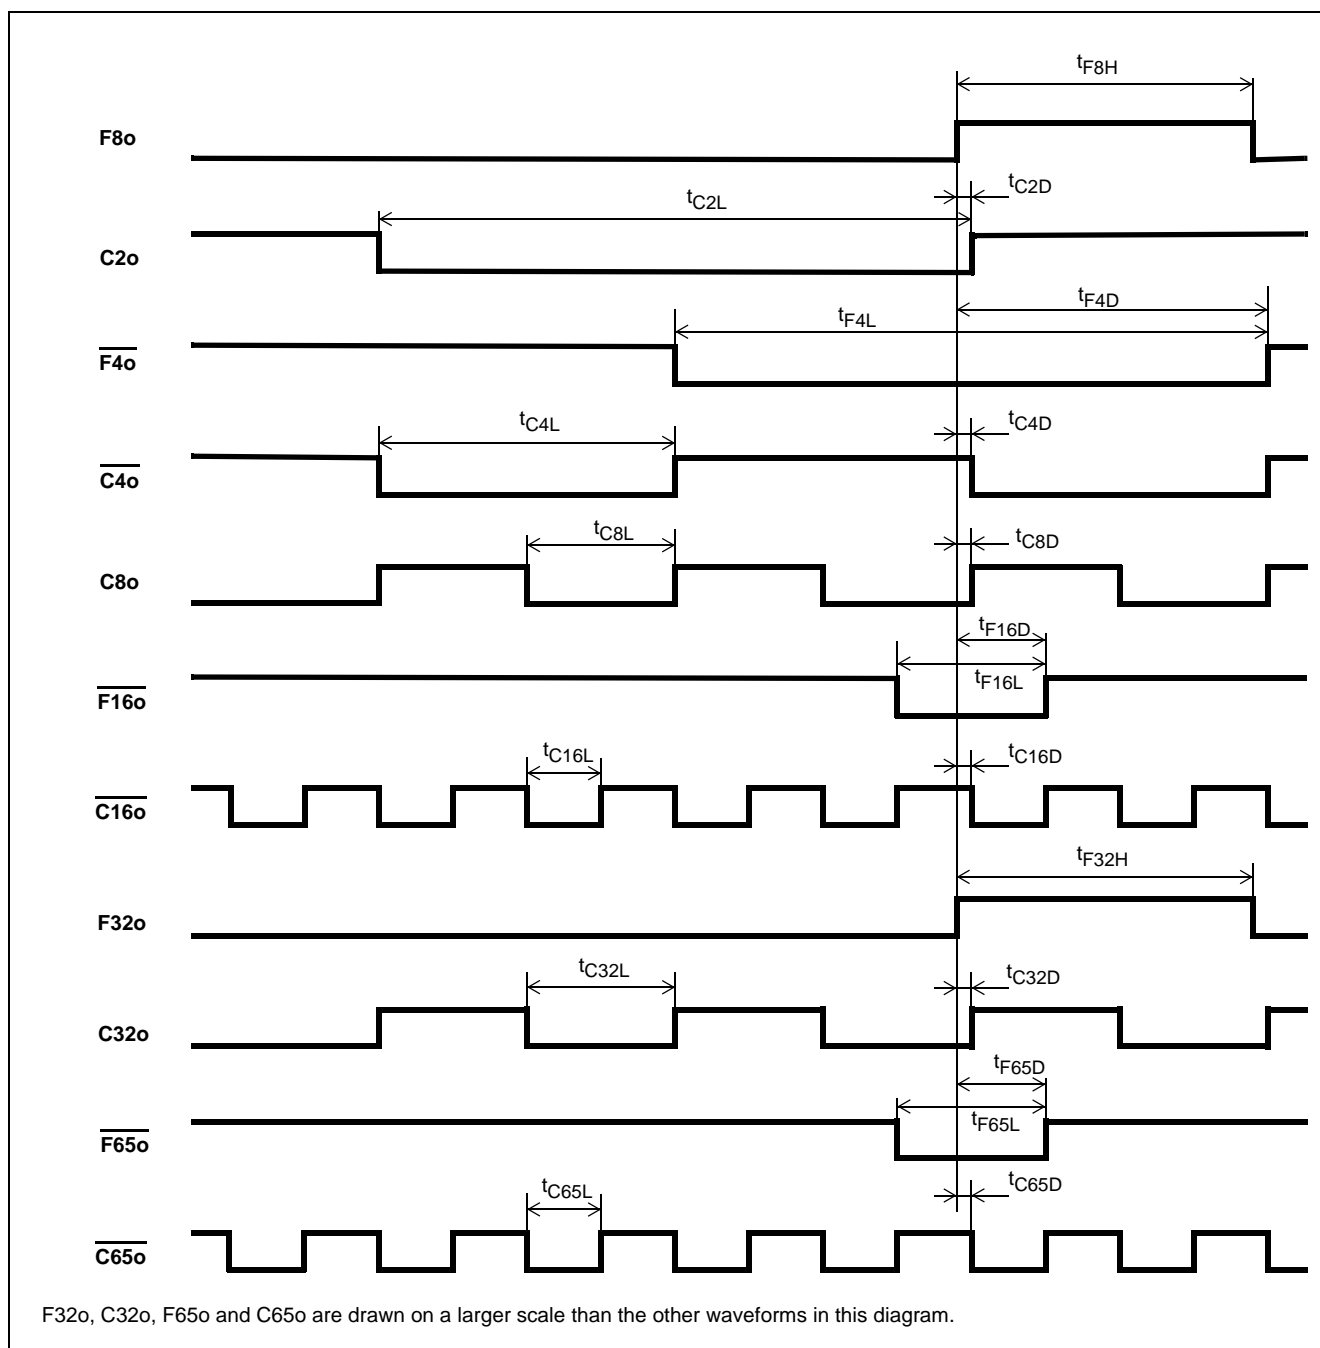 tF8H
F8o
tC2D
tC2L
C2o
tF4D
tF4L
F4o
tC4L
tC4D
C4o
tC8L
tC8D
C8o
tF16D
tF16L
F16o
tC16L
tC16D
C16o
tF32H
F32o
tC32L
tC32D
C32o
tF65D
tF65L
F65o
tC65L
tC65D
C65o
F32o, C32o, F65o and C65o are drawn on a larger scale than the other waveforms in this diagram.